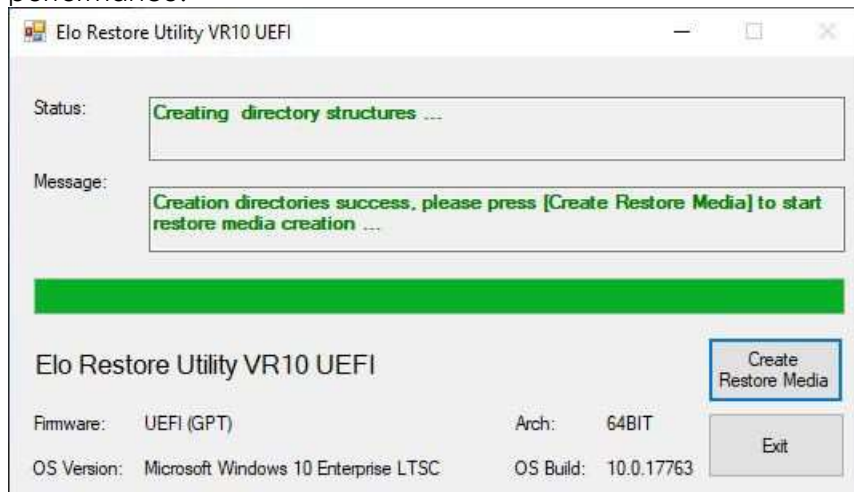 performance.
Elo Restore Utility VR10 UEFI
Status:
Creating directory structures ...
Message:
Creation directories success, please press [Create Restore Media] to start
restore media creation ...
Elo Restore Utility VR10 UEFI
Create
Restore Media
Firmware: UEFI (GPT) Arch: 64BIT
Exit
OS Version: Microsoft Windows 10 Enterprise LTSC OS Build: 10.0.17763